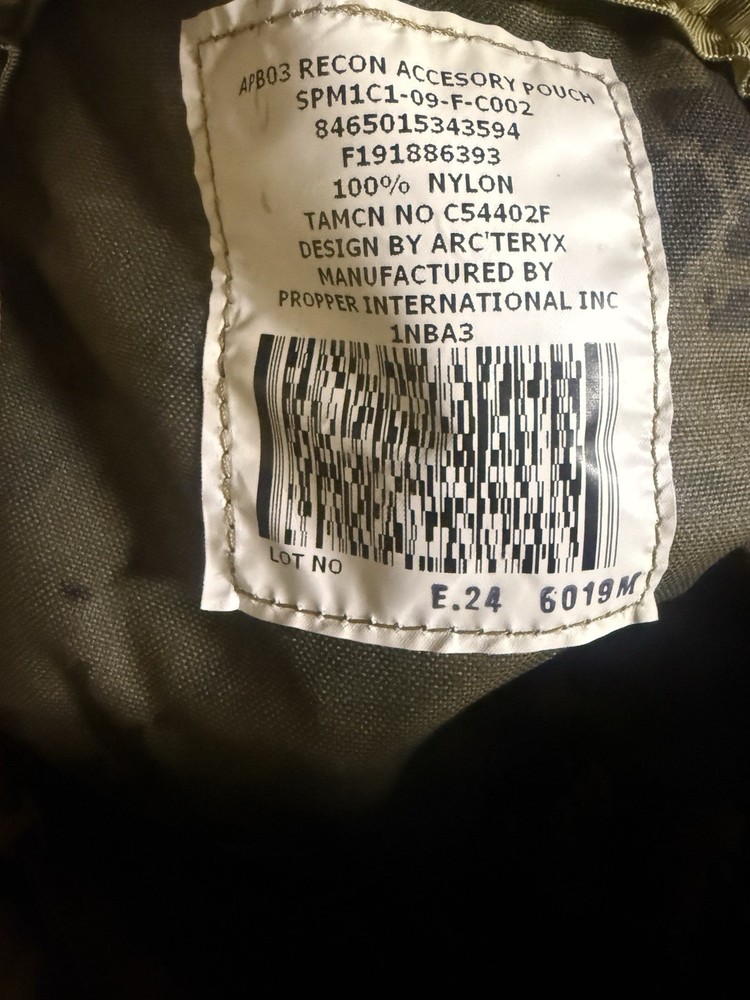 APB03 RECON ACCESORY POUCH
SPM1C1-09-F-C002
8465015343594
F191886393
100% NYLON
TAMCN NO C54402F
DESIGN BY ARC'TERYX
MANUFACTURED BY
PROPPER INTERNATIONAL INC
1NBA3
LOT NO
E.24 6019M